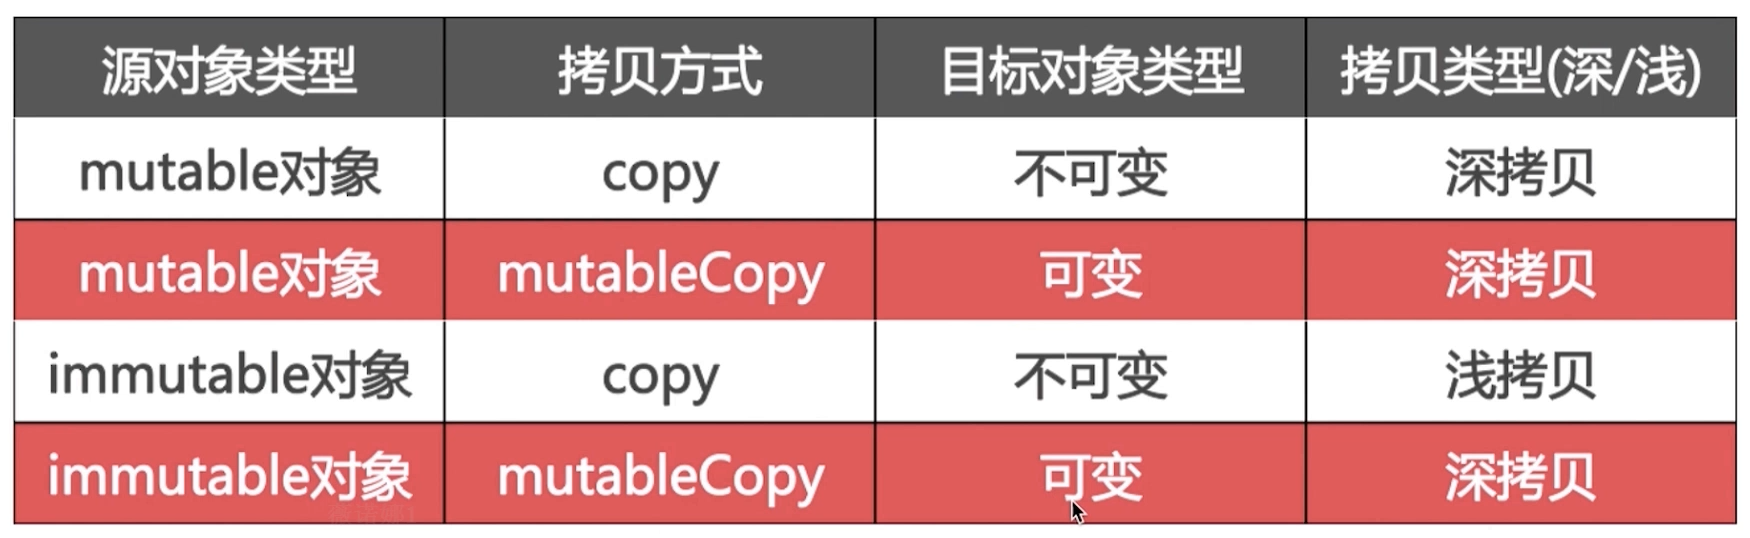 源对象类型 拷贝方式 目标对象类型 拷贝类型(深/浅)
mutable对象 copy 不可变 深拷贝
mutable对象 mutableCopy 可变 深拷贝
immutable对象 copy 不可变 浅拷贝
immutable对象 mutableCopy 可变 深拷贝